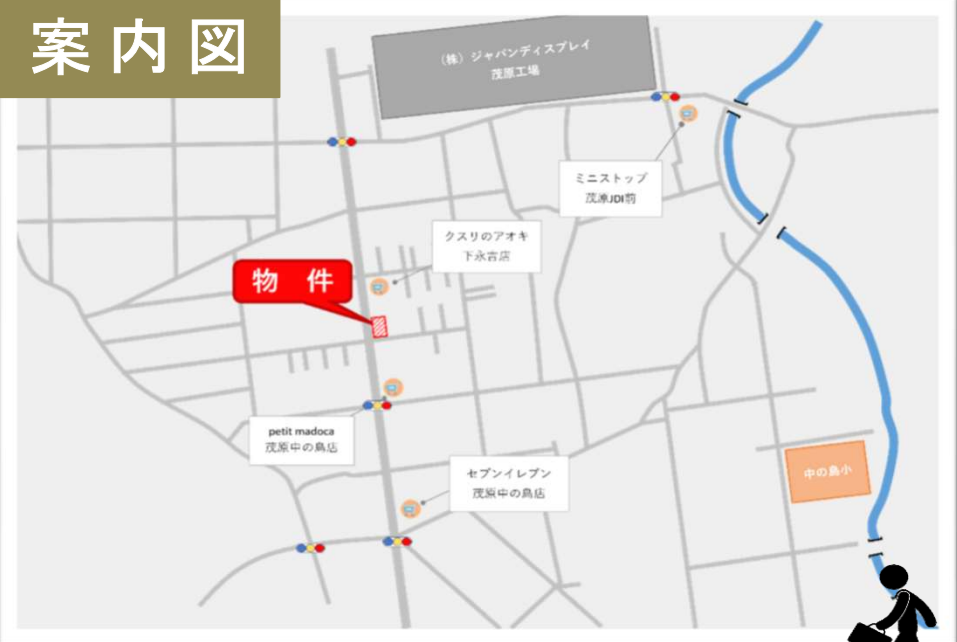 案内図
(株)ジャパンディスプレイ
茂原工場
ミニストップ
茂原JDI前
クスリのアオキ
下永吉店
物件
petit madoca
茂原中の島店
セブンイレブン
茂原中の島店
中の島小